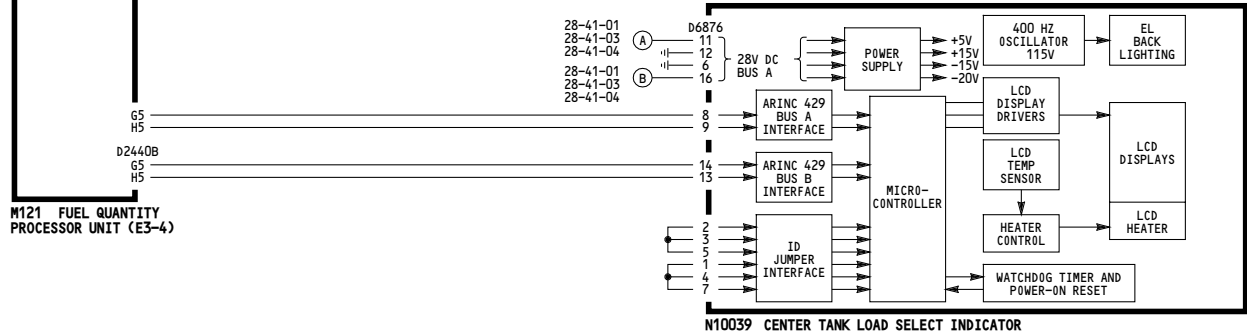 28-41-01
28-41-03
28-41-04
A
28-41-01
28-41-03
28-41-04
B
D6876
11
12
6
16
28V DC
BUS A
POWER
SUPPLY
+5V
+15V
-15V
-20V
400 HZ
OSCILLATOR
115V
EL
BACK
LIGHTING
G5
H5
8
9
ARINC 429
BUS A
INTERFACE
LCD
DISPLAY
DRIVERS
D2440B
G5
H5
14
13
ARINC 429
BUS B
INTERFACE
MICRO-
CONTROLLER
LCD
TEMP
SENSOR
LCD
DISPLAYS
M121 FUEL QUANTITY
PROCESSOR UNIT (E3-4)
2
3
5
1
4
7
ID
JUMPER
INTERFACE
HEATER
CONTROL
LCD
HEATER
WATCHDOG TIMER AND
POWER-ON RESET
N10039 CENTER TANK LOAD SELECT INDICATOR